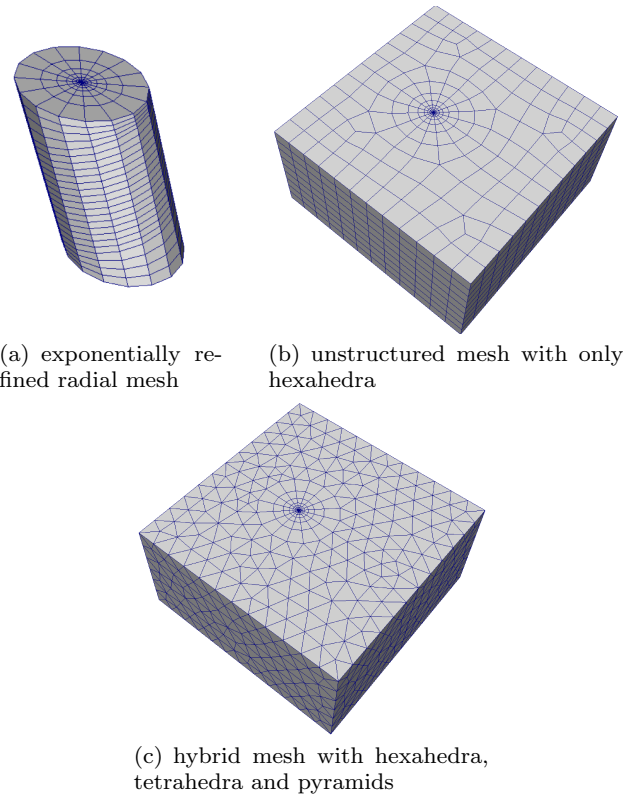 (a) exponentially re-
fined radial mesh
(b) unstructured mesh with only
hexahedra
(c) hybrid mesh with hexahedra,
tetrahedra and pyramids